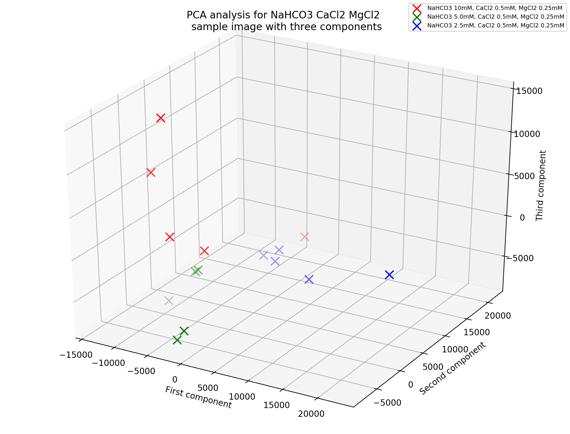 PCA analysis for NaHCO3 CaCl2 MgCl2
sample image with three components
NaHCO3 10mM, CaCl2 0.5mM, MgCl2 0.25mM
NaHCO3 5.0mM, CaCl2 0.5mM, MgCl2 0.25mM
NaHCO3 2.5mM, CaCl2 0.5mM, MgCl2 0.25mM
15000
10000
5000
0
−5000
Third component
20000
15000
10000
5000
0
−5000
Second component
−15000
−10000
−5000
0
5000
10000
15000
20000
First component